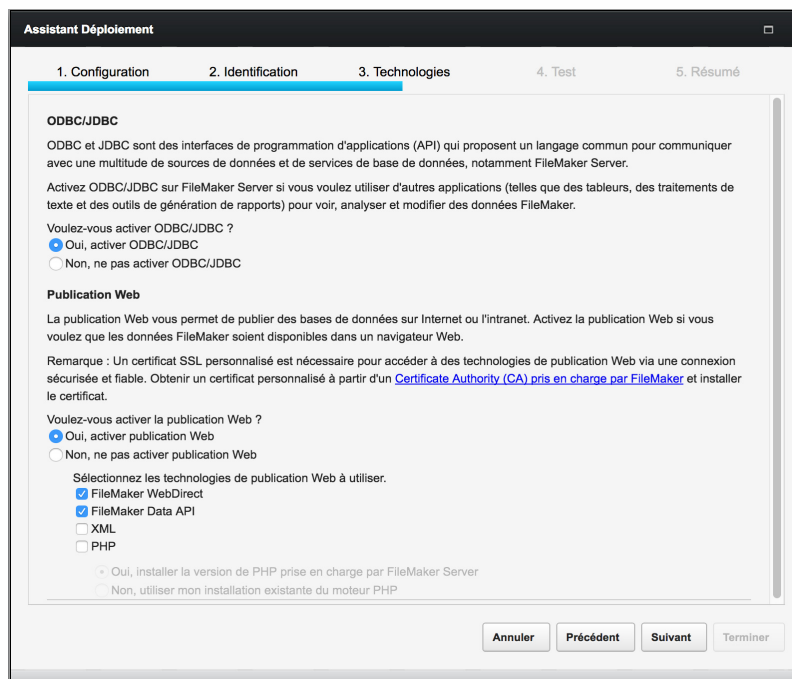 Assistant Déploiement
1. Configuration 2. Identification 3. Technologies 4. Test 5. Résumé
ODBC/JDBC
ODBC et JDBC sont des interfaces de programmation d'applications (API) qui proposent un langage commun pour communiquer
avec une multitude de sources de données et de services de base de données, notamment FileMaker Server.
Activez ODBC/JDBC sur FileMaker Server si vous voulez utiliser d'autres applications (telles que des tableurs, des traitements de
texte et des outils de génération de rapports) pour voir, analyser et modifier des données FileMaker.
Voulez-vous activer ODBC/JDBC ?
Oui, activer ODBC/JDBC
Non, ne pas activer ODBC/JDBC
Publication Web
La publication Web vous permet de publier des bases de données sur Internet ou l'intranet. Activez la publication Web si vous
voulez que les données FileMaker soient disponibles dans un navigateur Web.
Remarque : Un certificat SSL personnalisé est nécessaire pour accéder à des technologies de publication Web via une connexion
sécurisée et fiable. Obtenir un certificat personnalisé à partir d'un Certificate Authority (CA) pris en charge par FileMaker et installer
le certificat.
Voulez-vous activer la publication Web ?
Oui, activer publication Web
Non, ne pas activer publication Web
Sélectionnez les technologies de publication Web à utiliser.
FileMaker WebDirect
FileMaker Data API
XML
PHP
Oui, installer la version de PHP prise en charge par FileMaker Server
Non, utiliser mon installation existante du moteur PHP
Annuler Précédent Suivant Terminer